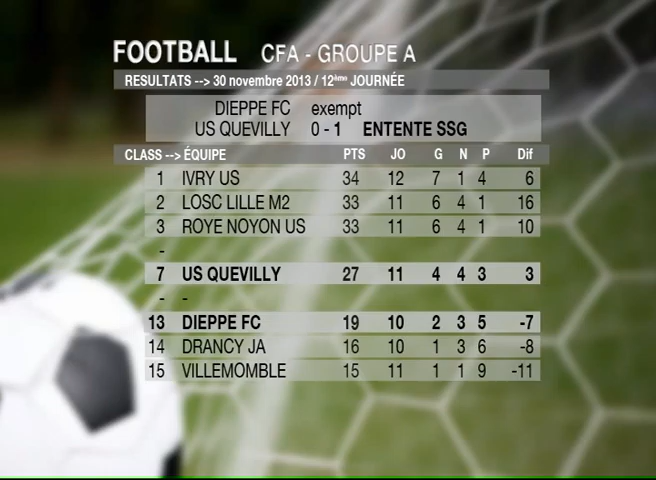 FOOTBALL CFA - GROUPE A
RESULTATS --> 30 novembre 2013 / 12ème JOURNÉE
DIEPPE FC exempt
US QUEVILLY 0 - 1 ENTENTE SSG
CLASS --> ÉQUIPE PTS JO G N P Dif
1 IVRY US 34 12 7 1 4 6
2 LOSC LILLE M2 33 11 6 4 1 16
3 ROYE NOYON US 33 11 6 4 1 10
-
7 US QUEVILLY 27 11 4 4 3 3
- -
13 DIEPPE FC 19 10 2 3 5 -7
14 DRANCY JA 16 10 1 3 6 -8
15 VILLEMOMBLE 15 11 1 1 9 -11